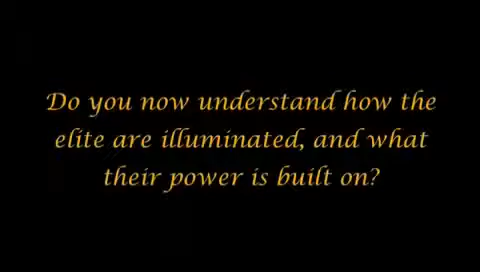 Do you now understand how the
elite are illuminated, and what
their power is built on?